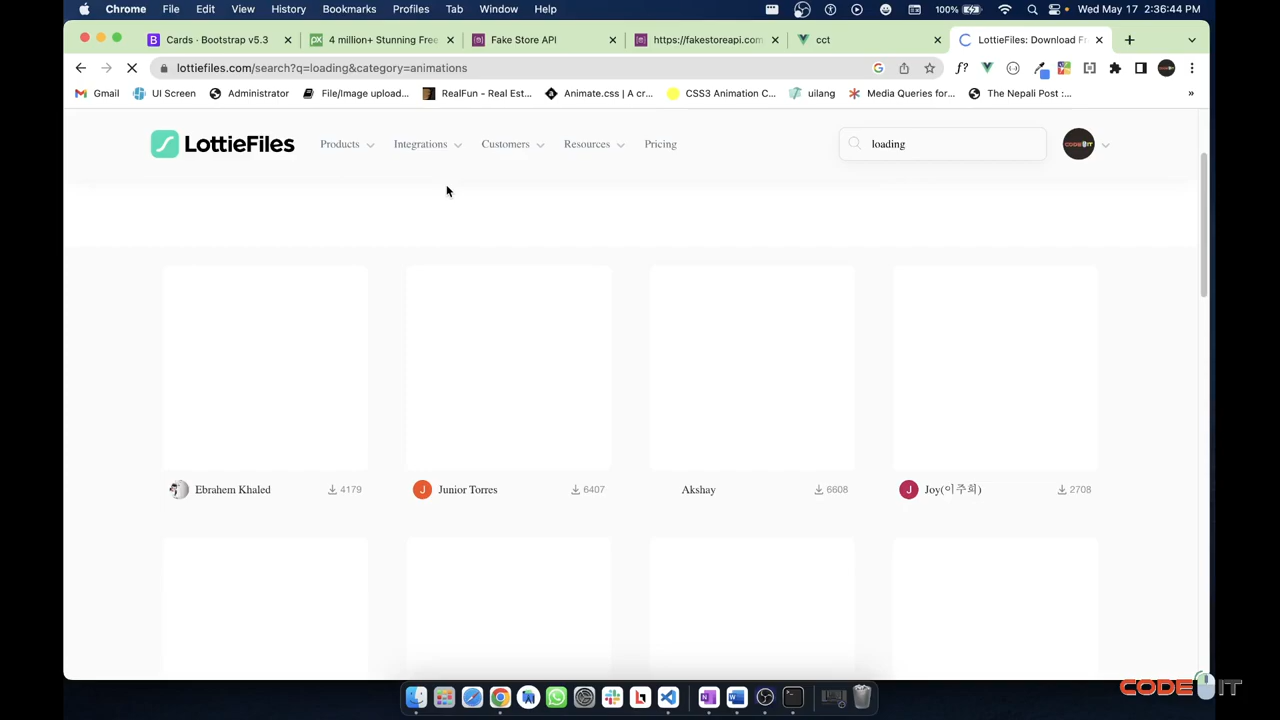 Chrome File Edit View History Bookmarks Profiles Tab Window Help 100% Wed May 17 2:36:44 PM
Cards · Bootstrap v5.3 4 million+ Stunning Free Fake Store API https://fakestoreapi.com cct LottieFiles: Download Fr
lottiefiles.com/search?q=loading&category=animations
Gmail UI Screen Administrator File/Image upload... RealFun - Real Est... Animate.css | A cr... CSS3 Animation C... uilang Media Queries for... The Nepali Post :... »
LottieFiles Products Integrations Customers Resources Pricing loading
Ebrahem Khaled 4179 Junior Torres 6407 Akshay 6608 Joy(이주희) 2708
CODE IT